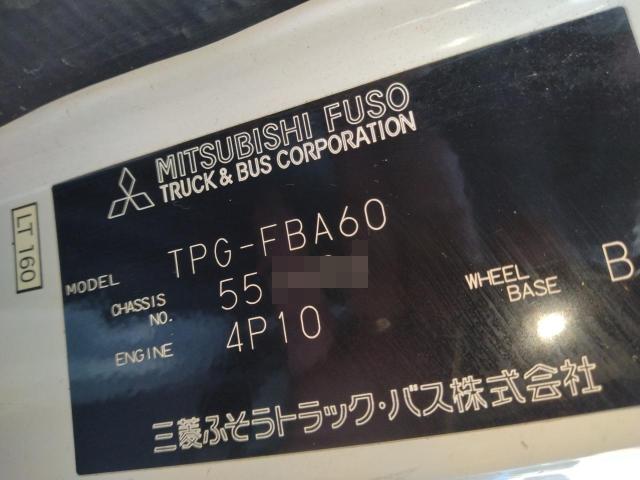 MITSUBISHI FUSO
TRUCK & BUS CORPORATION
LT 160
MODEL TPG-FBA60
CHASSIS NO. 55
ENGINE 4P10
WHEEL BASE B
三菱ふそうトラック・バス株式会社